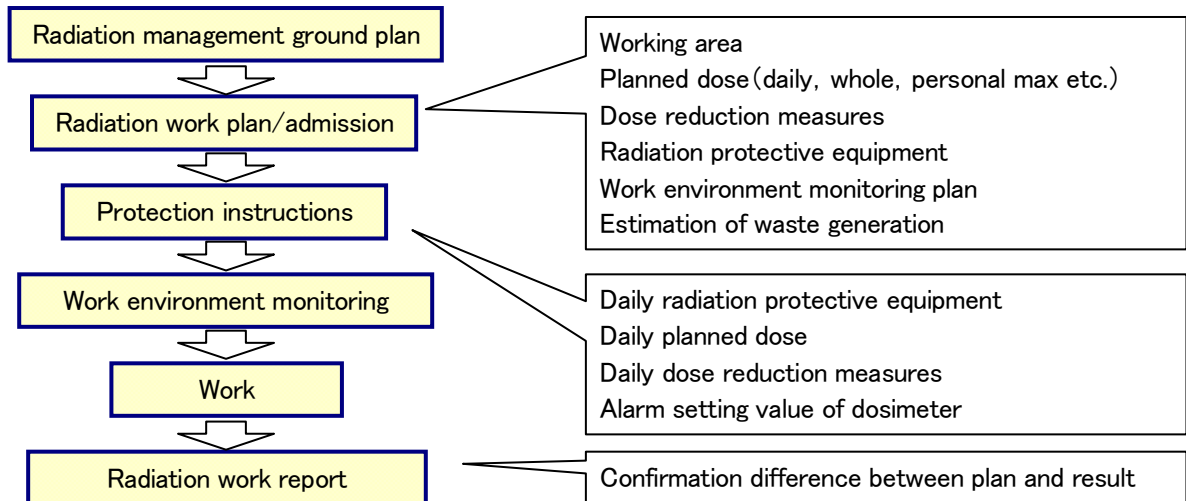 Radiation management ground plan
Radiation work plan/admission
Protection instructions
Work environment monitoring
Work
Radiation work report
Working area
Planned dose（daily, whole, personal max etc.）
Dose reduction measures
Radiation protective equipment
Work environment monitoring plan
Estimation of waste generation
Daily radiation protective equipment
Daily planned dose
Daily dose reduction measures
Alarm setting value of dosimeter
Confirmation difference between plan and result